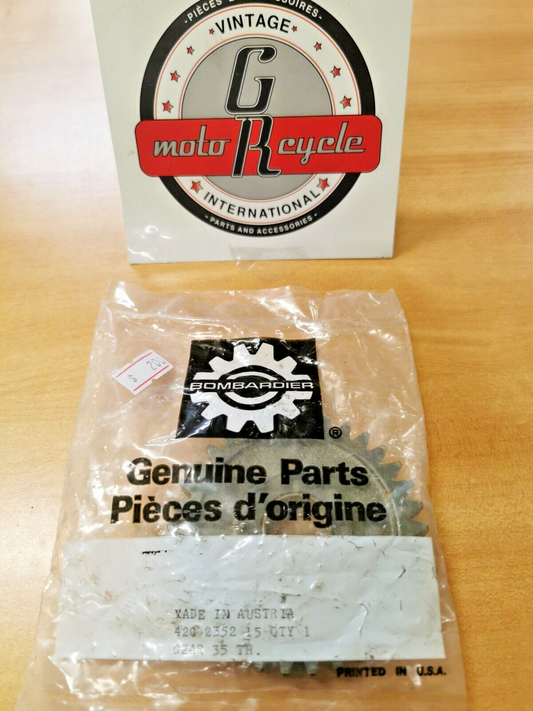 - PIÈCES ACCESSOIRES -
VINTAGE
G
moto R cycle
INTERNATIONAL
- PARTS AND ACCESSORIES -
BOMBARDIER
®
Genuine Parts
Pièces d'origine
MADE IN AUSTRIA
420 2352 15 QTY 1
GEAR 35 TH.
PRINTED IN U.S.A.